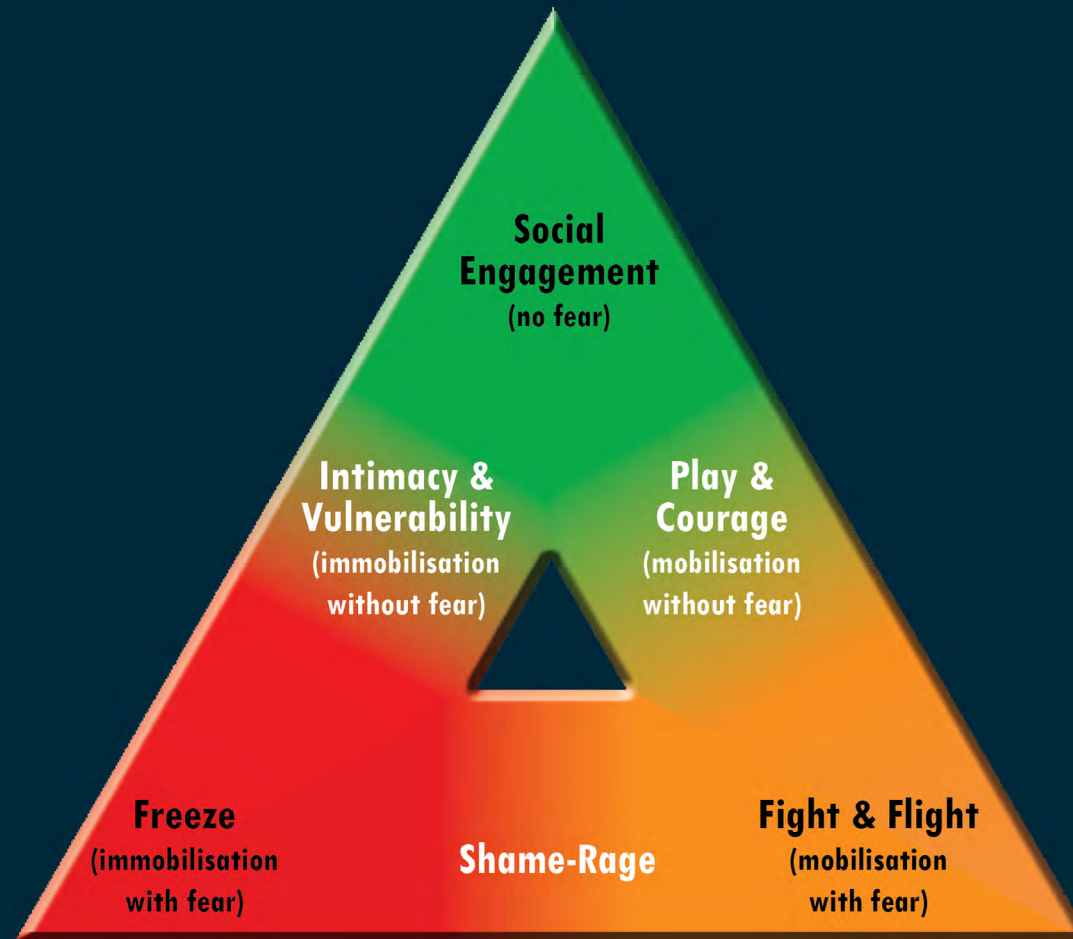 Social
Engagement
(no fear)
Intimacy &
Vulnerability
(immobilisation
without fear)
Play &
Courage
(mobilisation
without fear)
Freeze
(immobilisation
with fear)
Shame-Rage
Fight & Flight
(mobilisation
with fear)